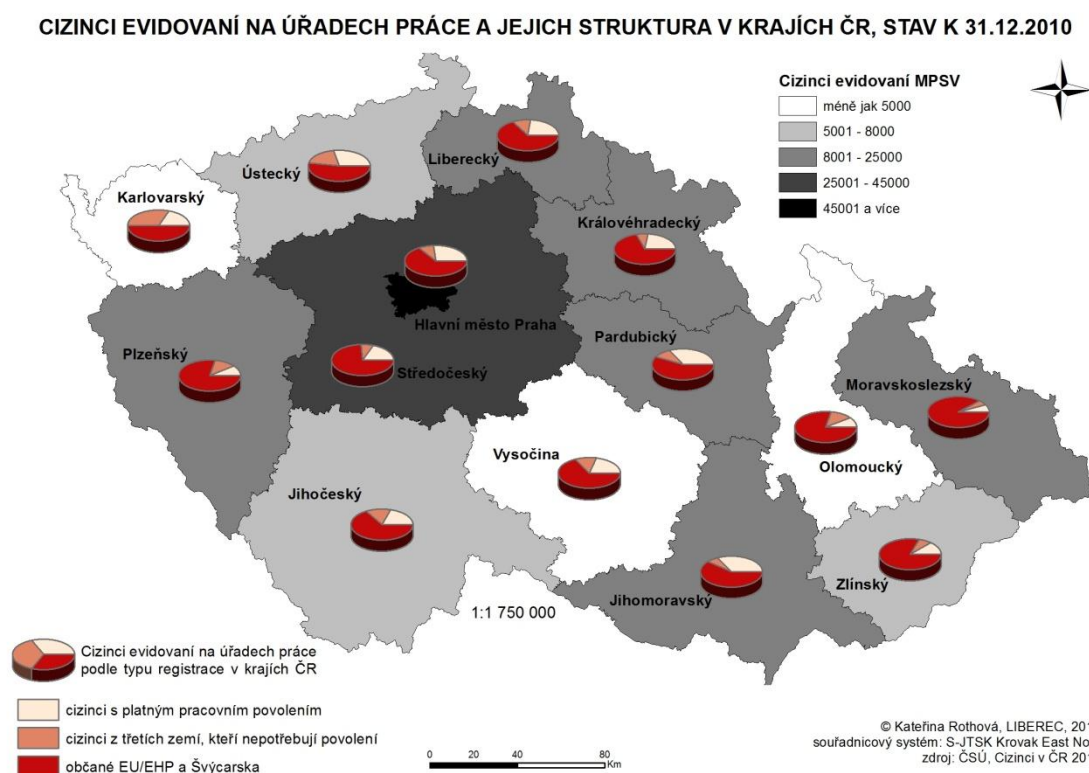 CIZINCI EVIDOVANÍ NA ÚŘADECH PRÁCE A JEJICH STRUKTURA V KRAJÍCH ČR, STAV K 31.12.2010
Cizinci evidovaní MPSV
méně jak 5000
5001 - 8000
8001 - 25000
25001 - 45000
45001 a více
Liberecký
Ústecký
Karlovarský
Královéhradecký
Hlavní město Praha
Pardubický
Plzeňský
Středočeský
Moravskoslezský
Vysočina
Olomoucký
Jihočeský
Zlínský
Jihomoravský
1:1 750 000
Cizinci evidovaní na úřadech práce
podle typu registrace v krajích ČR
cizinci s platným pracovním povolením
cizinci z třetích zemí, kteří nepotřebují povolení
občané EU/EHP a Švýcarska
0 20 40 80
Km
© Kateřina Rothová, LIBEREC, 201
souřadnicový systém: S-JTSK Krovak East No
zdroj: ČSÚ, Cizinci v ČR 201